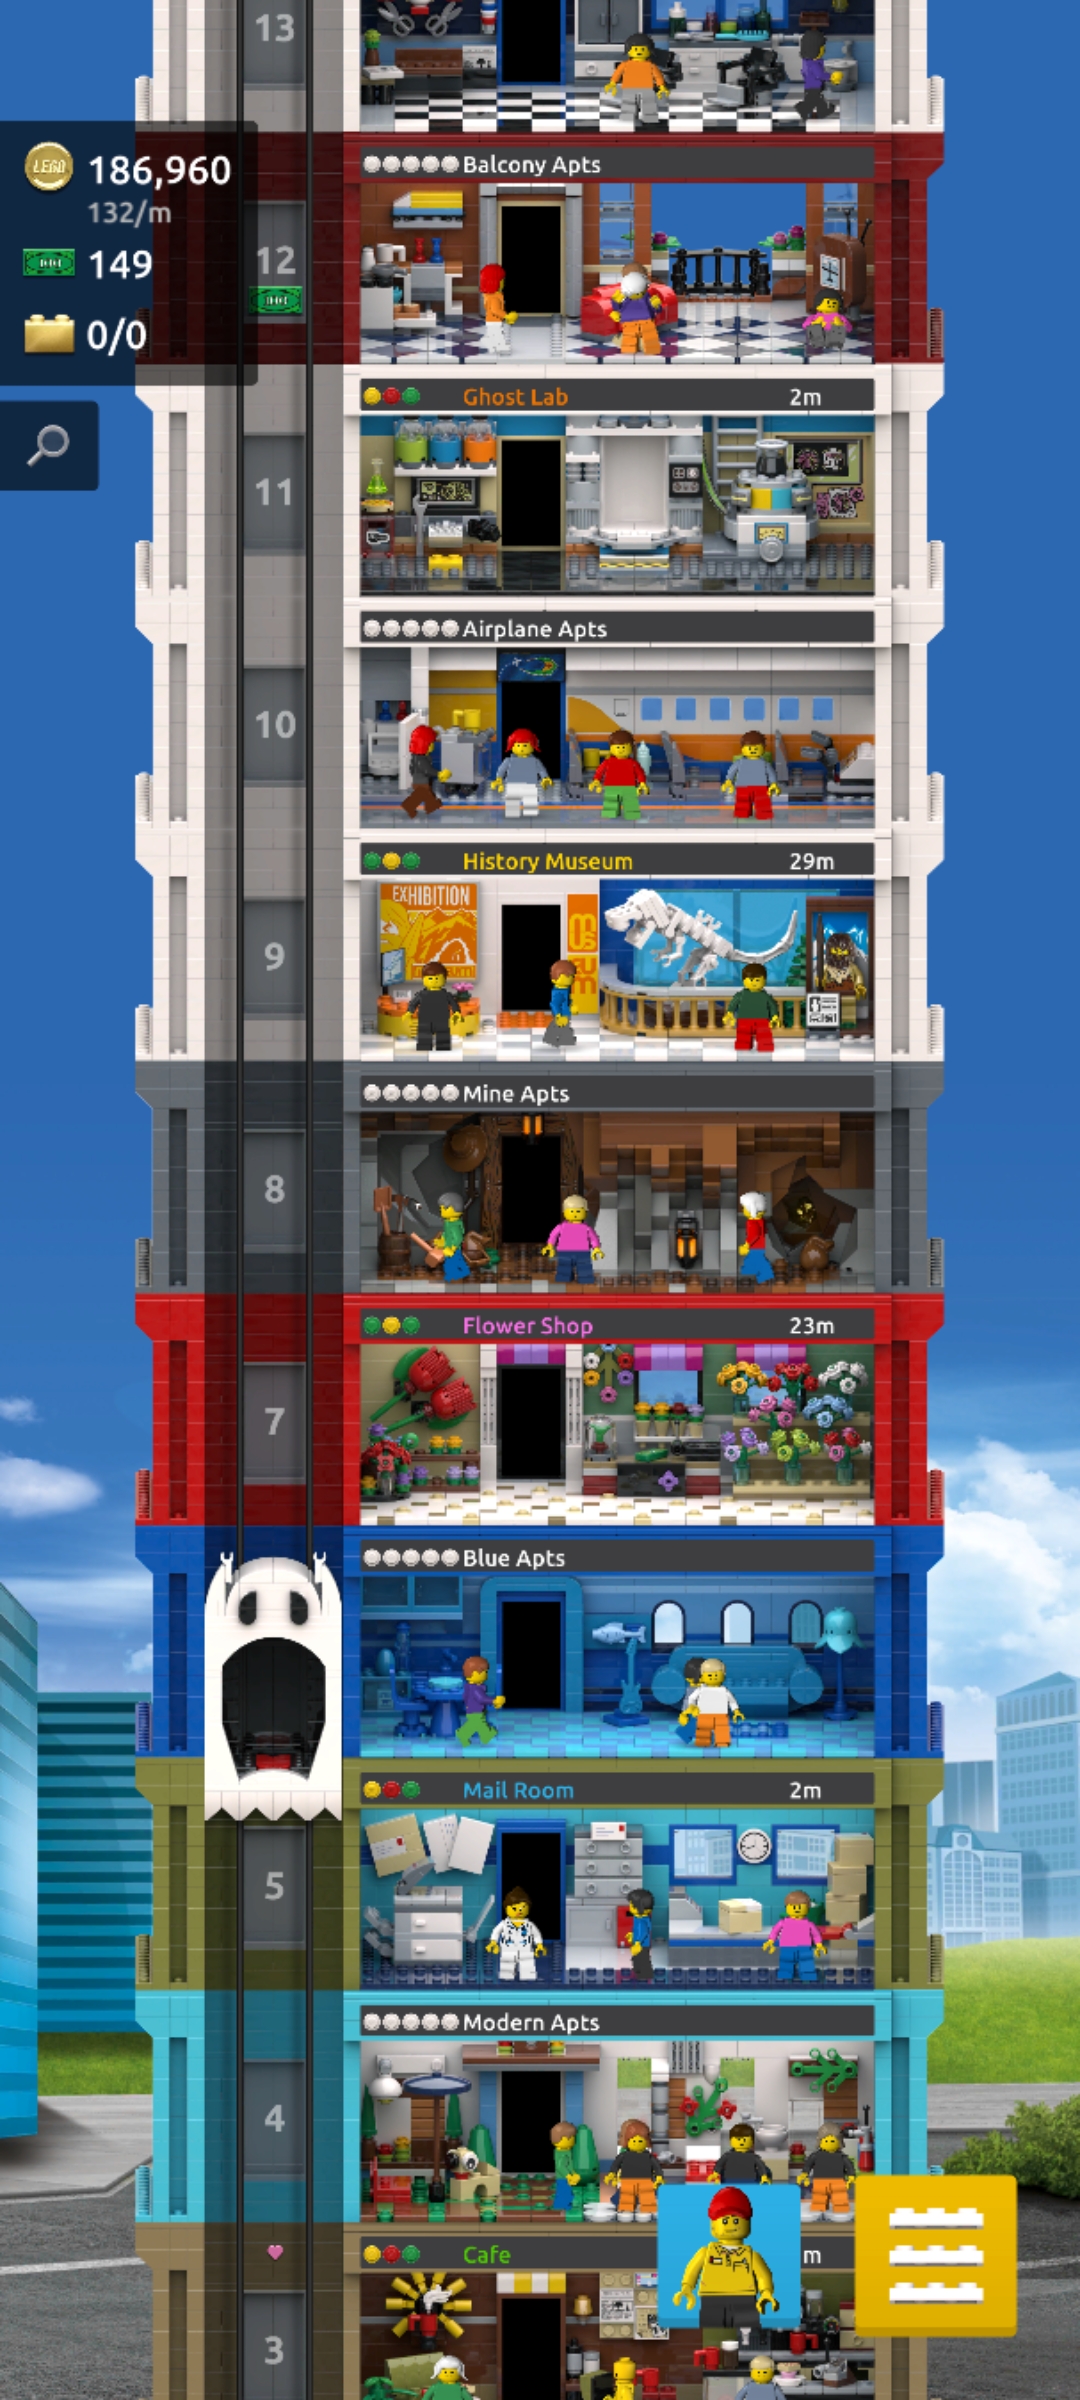 13
LEGO 186,960
132/m
149
0/0
Balcony Apts
12
Ghost Lab 2m
11
Airplane Apts
10
History Museum 29m
EXHIBITION
9
Mine Apts
8
Flower Shop 23m
7
Blue Apts
Mail Room 2m
5
Modern Apts
4
Cafe m
3